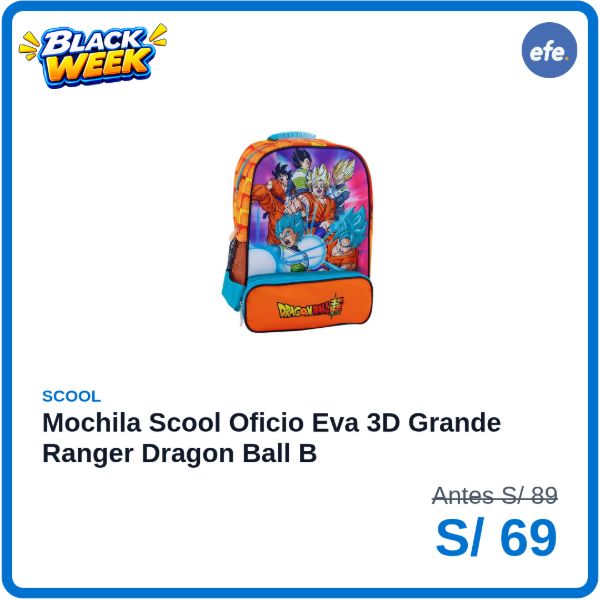 BLACK
WEEK
efe.
DRAGON BALL
SCOOL
Mochila Scool Oficio Eva 3D Grande
Ranger Dragon Ball B
Antes S/ 89
S/ 69